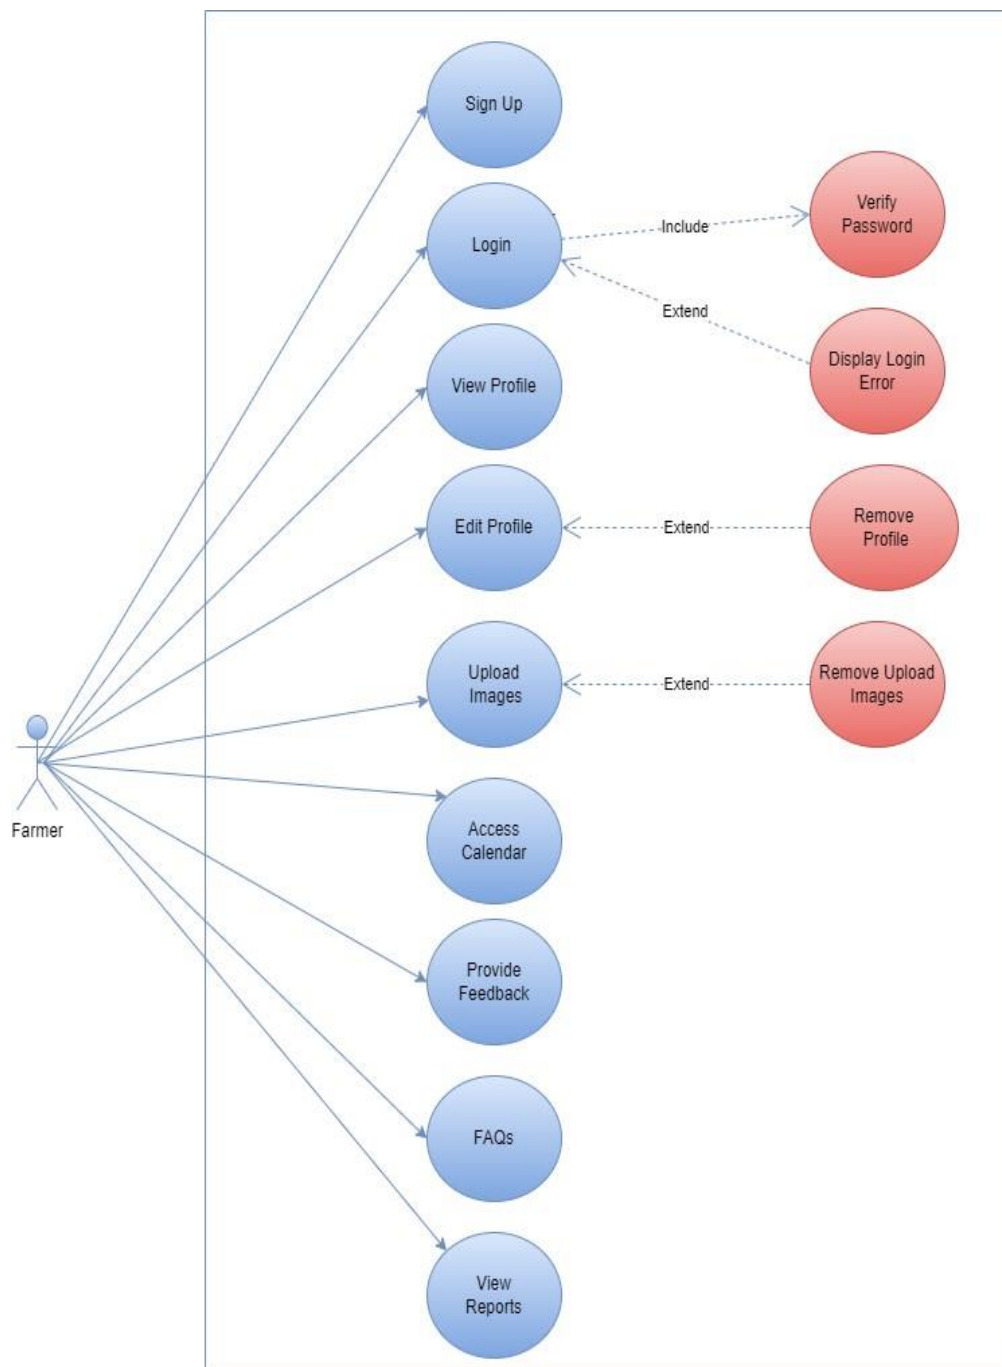 Sign Up
Login
Include
Verify
Password
Extend
Display Login
Error
View Profile
Edit Profile
Extend
Remove
Profile
Upload
Images
Extend
Remove Upload
Images
Farmer
Access
Calendar
Provide
Feedback
FAQs
View
Reports